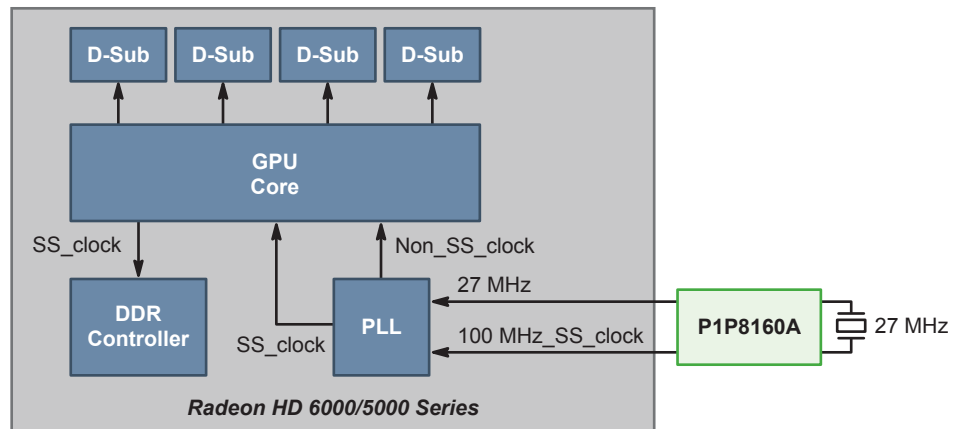 D-Sub D-Sub D-Sub D-Sub
GPU
Core
SS_clock
Non_SS_clock
27 MHz
DDR
Controller
PLL
P1P8160A
27 MHz
SS_clock
100 MHz_SS_clock
Radeon HD 6000/5000 Series